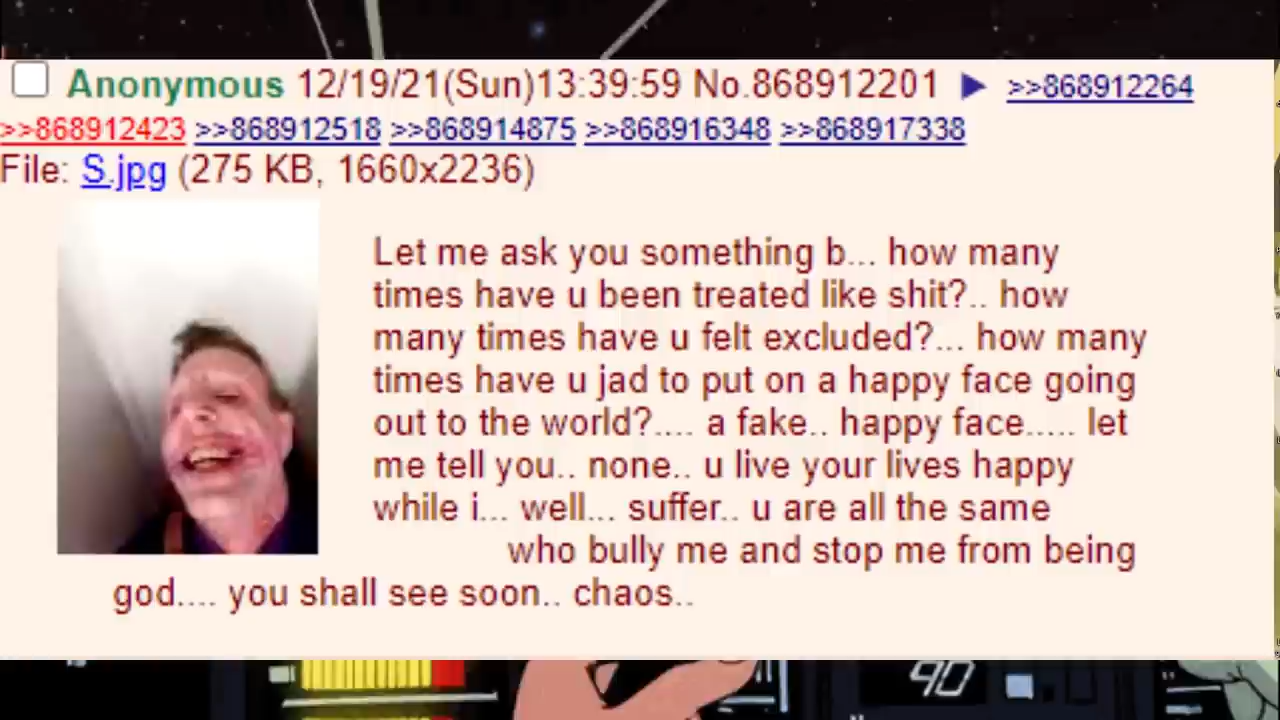 Anonymous 12/19/21(Sun)13:39:59 No.868912201 ▶ >>868912264
>>868912423 >>868912518 >>868914875 >>868916348 >>868917338
File: S.jpg (275 KB, 1660x2236)
Let me ask you something b... how many
times have u been treated like shit?.. how
many times have u felt excluded?... how many
times have u jad to put on a happy face going
out to the world?.... a fake.. happy face..... let
me tell you.. none.. u live your lives happy
while i... well... suffer.. u are all the same
who bully me and stop me from being
god.... you shall see soon.. chaos..
90